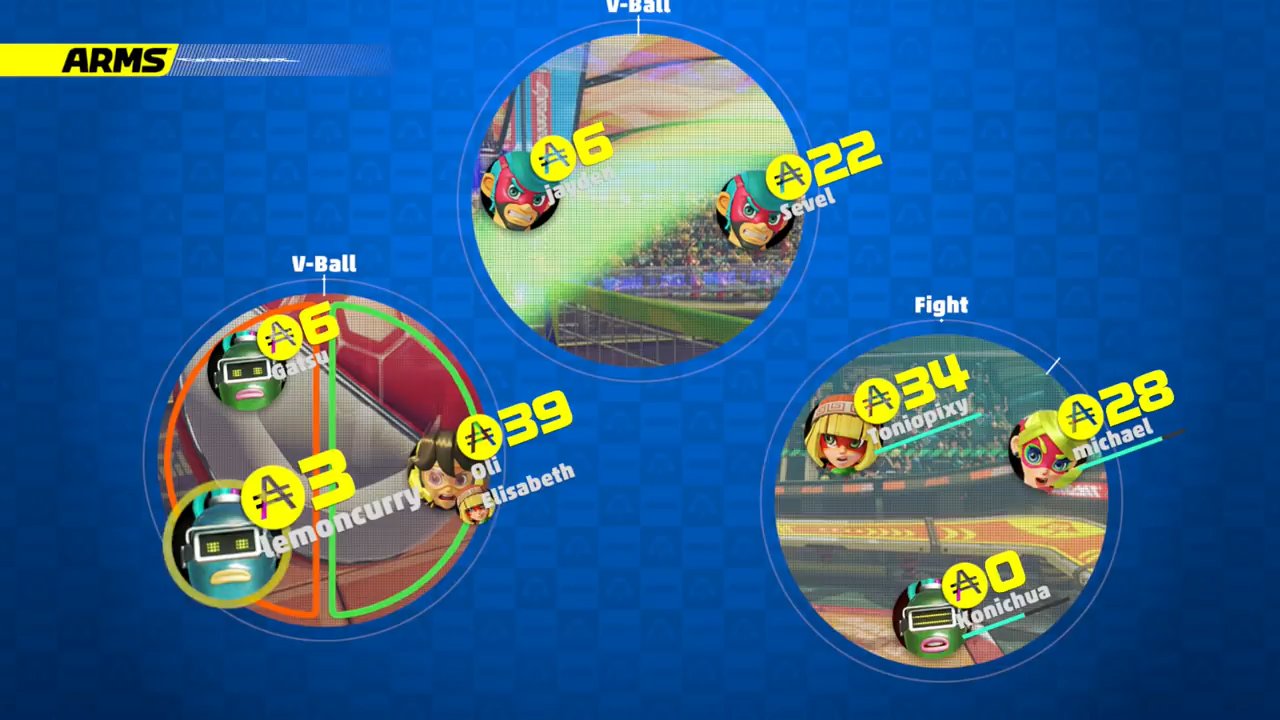 V-Ball
ARMS
6
jayden
22
Sevel
V-Ball
6
Gaisu
39
Oli
Elisabeth
3
lemoncurry
Fight
34
Toniopixy
28
michael
0
Konichua